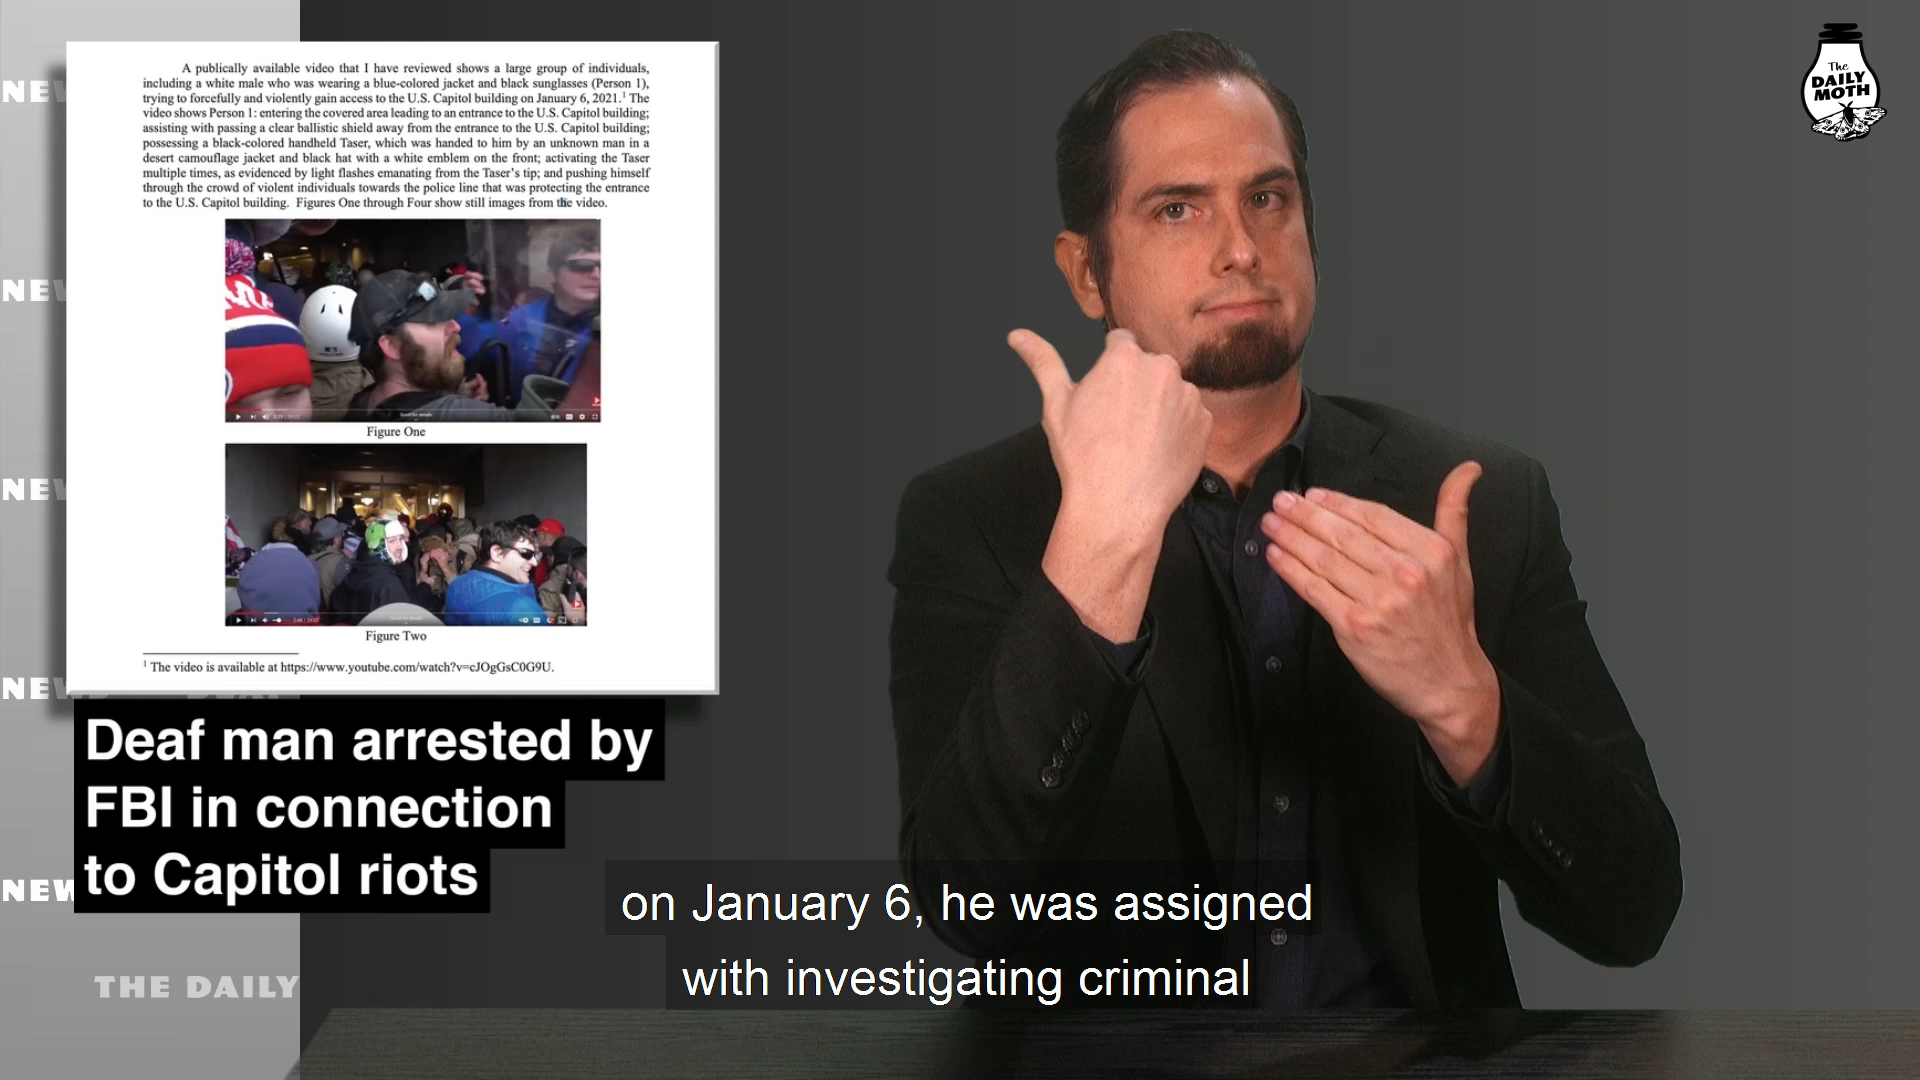 A publically available video that I have reviewed shows a large group of individuals,
including a white male who was wearing a blue-colored jacket and black sunglasses (Person 1),
trying to forcefully and violently gain access to the U.S. Capitol building on January 6, 2021.1 The
video shows Person 1: entering the covered area leading to an entrance to the U.S. Capitol building;
assisting with passing a clear ballistic shield away from the entrance to the U.S. Capitol building;
possessing a black-colored handheld Taser, which was handed to him by an unknown man in a
desert camouflage jacket and black hat with a white emblem on the front; activating the Taser
multiple times, as evidenced by light flashes emanating from the Taser's tip; and pushing himself
through the crowd of violent individuals towards the police line that was protecting the entrance
to the U.S. Capitol building. Figures One through Four show still images from the video.
Figure One
Figure Two
1 The video is available at https://www.youtube.com/watch?v=cJOgGsC0G9U.
Deaf man arrested by
FBI in connection
to Capitol riots
on January 6, he was assigned
with investigating criminal
The
DAILY
MOTH
NEW
NEW
NEW
NEW
NEW
THE DAILY